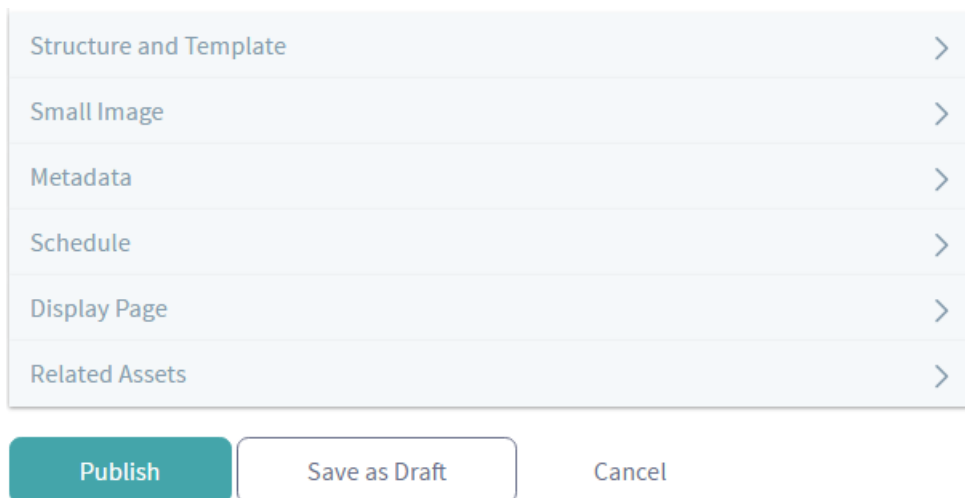 Structure and Template
Small Image
Metadata
Schedule
Display Page
Related Assets
Publish Save as Draft Cancel